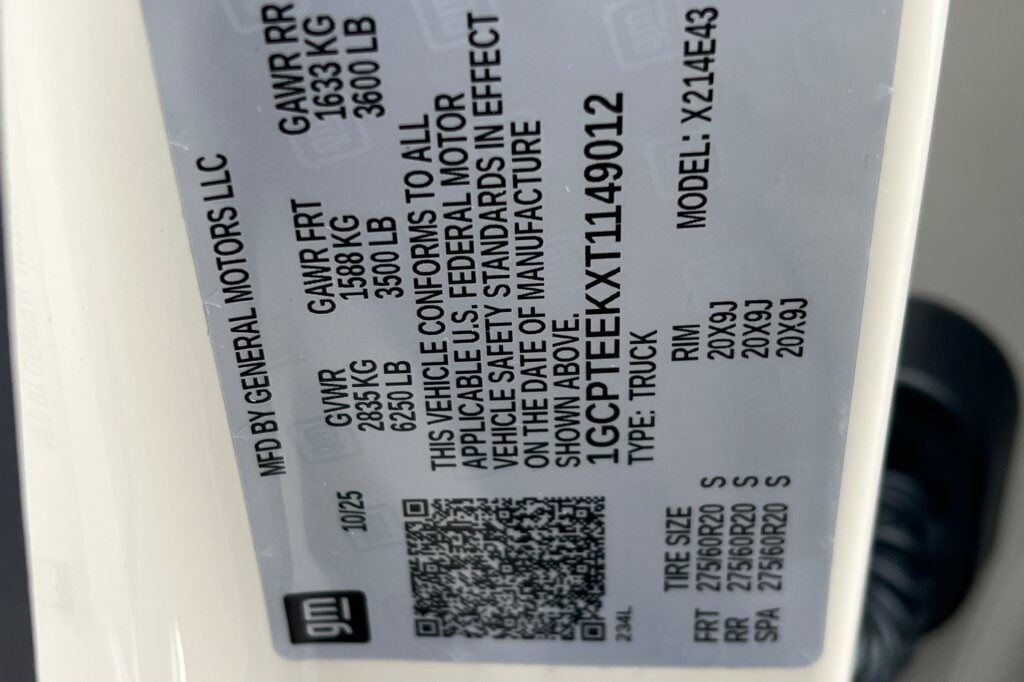 gm
10/25
MFD BY GENERAL MOTORS LLC
GVWR GAWR FRT GAWR RR
2835 KG 1588 KG 1633 KG
6250 LB 3500 LB 3600 LB
THIS VEHICLE CONFORMS TO ALL
APPLICABLE U.S. FEDERAL MOTOR
VEHICLE SAFETY STANDARDS IN EFFECT
ON THE DATE OF MANUFACTURE
SHOWN ABOVE.
1GCPTEEKXT1149012
TYPE: TRUCK
234L
MODEL: X214E43
TIRE SIZE RIM
FRT 275/60R20 S 20X9J
RR 275/60R20 S 20X9J
SPA 275/60R20 S 20X9J